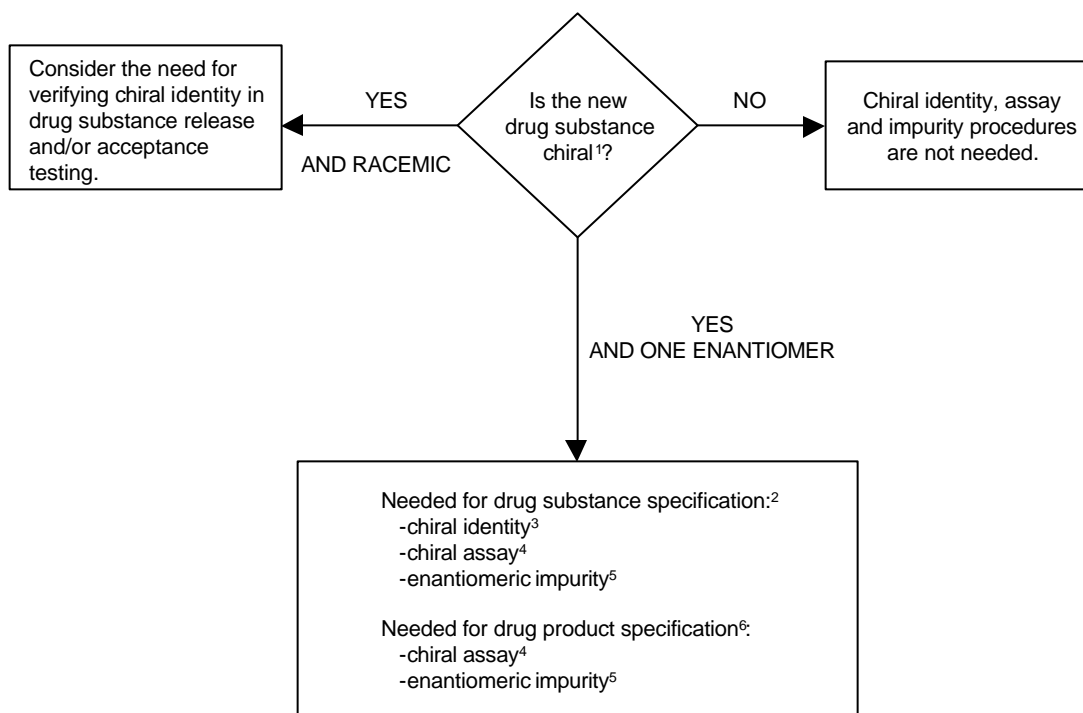 Consider the need for
verifying chiral identity in
drug substance release
and/or acceptance
testing.
YES
AND RACEMIC
Is the new
drug substance
chiral¹?
NO
Chiral identity, assay
and impurity procedures
are not needed.
YES
AND ONE ENANTIOMER
Needed for drug substance specification:²
-chiral identity³
-chiral assay⁴
-enantiomeric impurity⁵
Needed for drug product specification⁶:
-chiral assay⁴
-enantiomeric impurity⁵